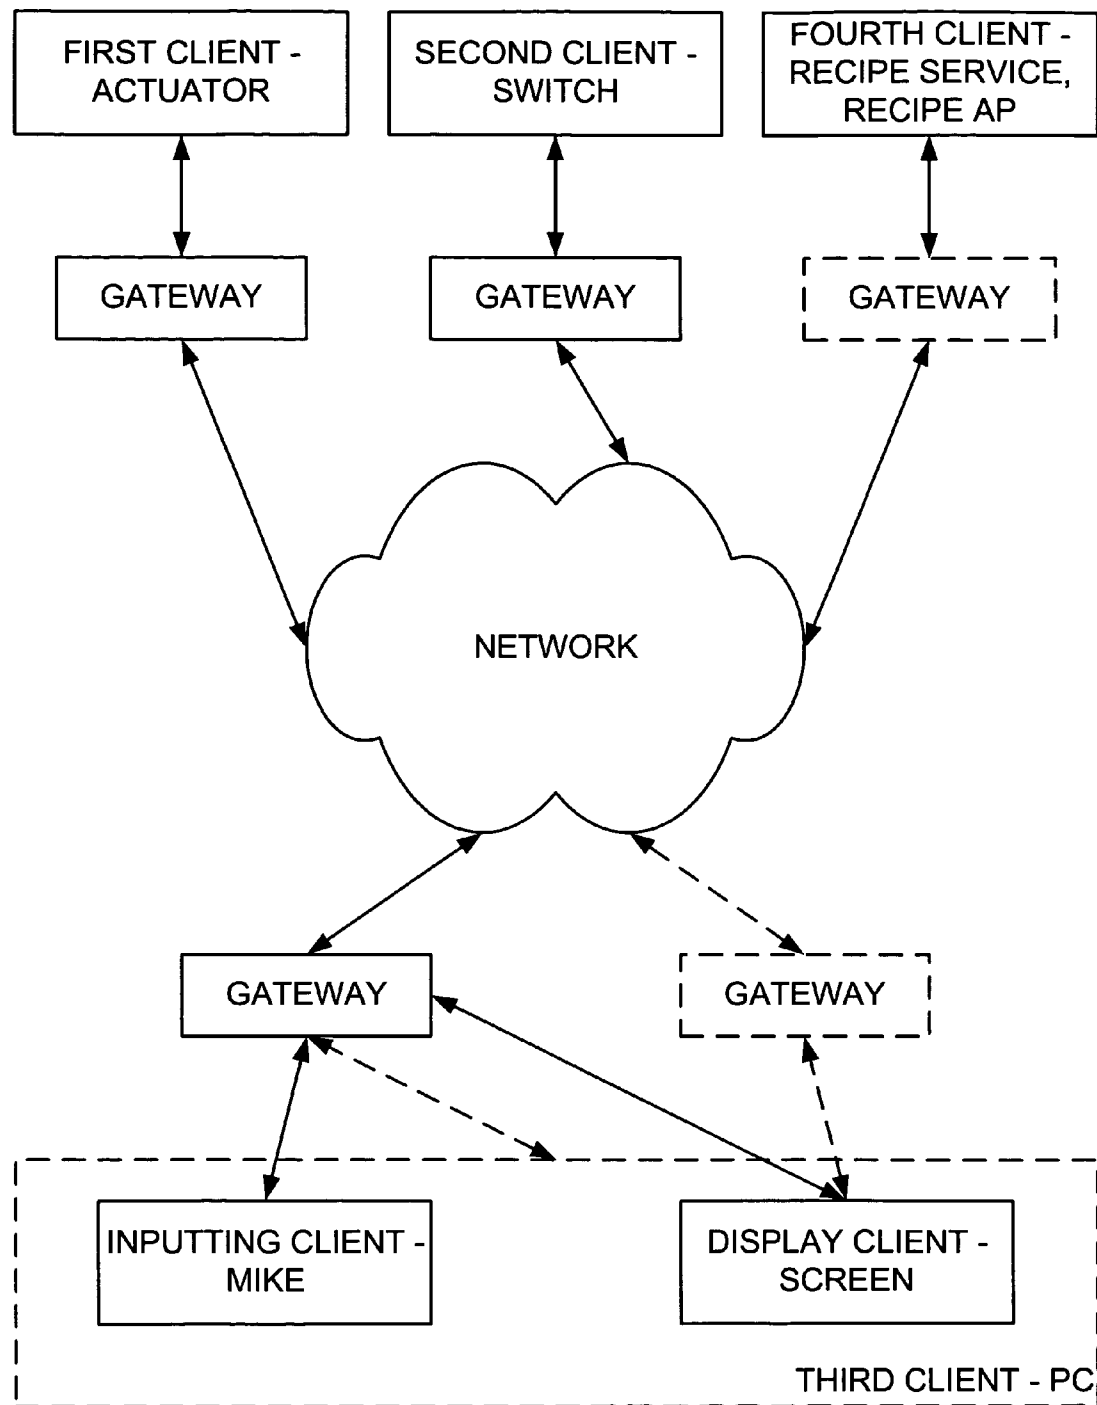 FIRST CLIENT -
ACTUATOR
SECOND CLIENT -
SWITCH
FOURTH CLIENT -
RECIPE SERVICE,
RECIPE AP
GATEWAY
GATEWAY
GATEWAY
NETWORK
GATEWAY
GATEWAY
INPUTTING CLIENT -
MIKE
DISPLAY CLIENT -
SCREEN
THIRD CLIENT - PC